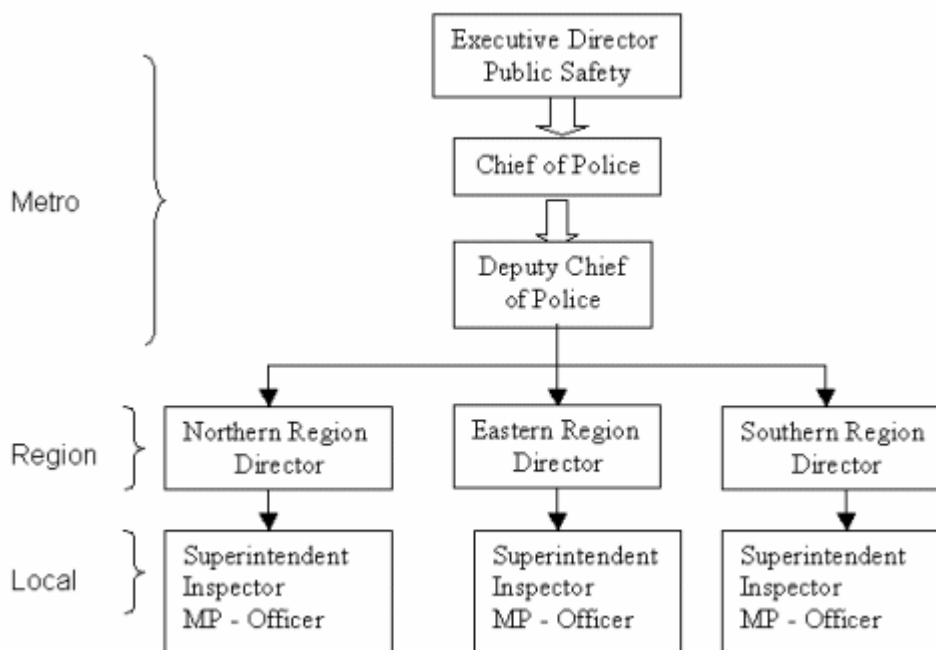 Executive Director
Public Safety
Chief of Police
Metro
Deputy Chief
of Police
Region
Northern Region
Director
Eastern Region
Director
Southern Region
Director
Local
Superintendent
Inspector
MP - Officer
Superintendent
Inspector
MP - Officer
Superintendent
Inspector
MP - Officer